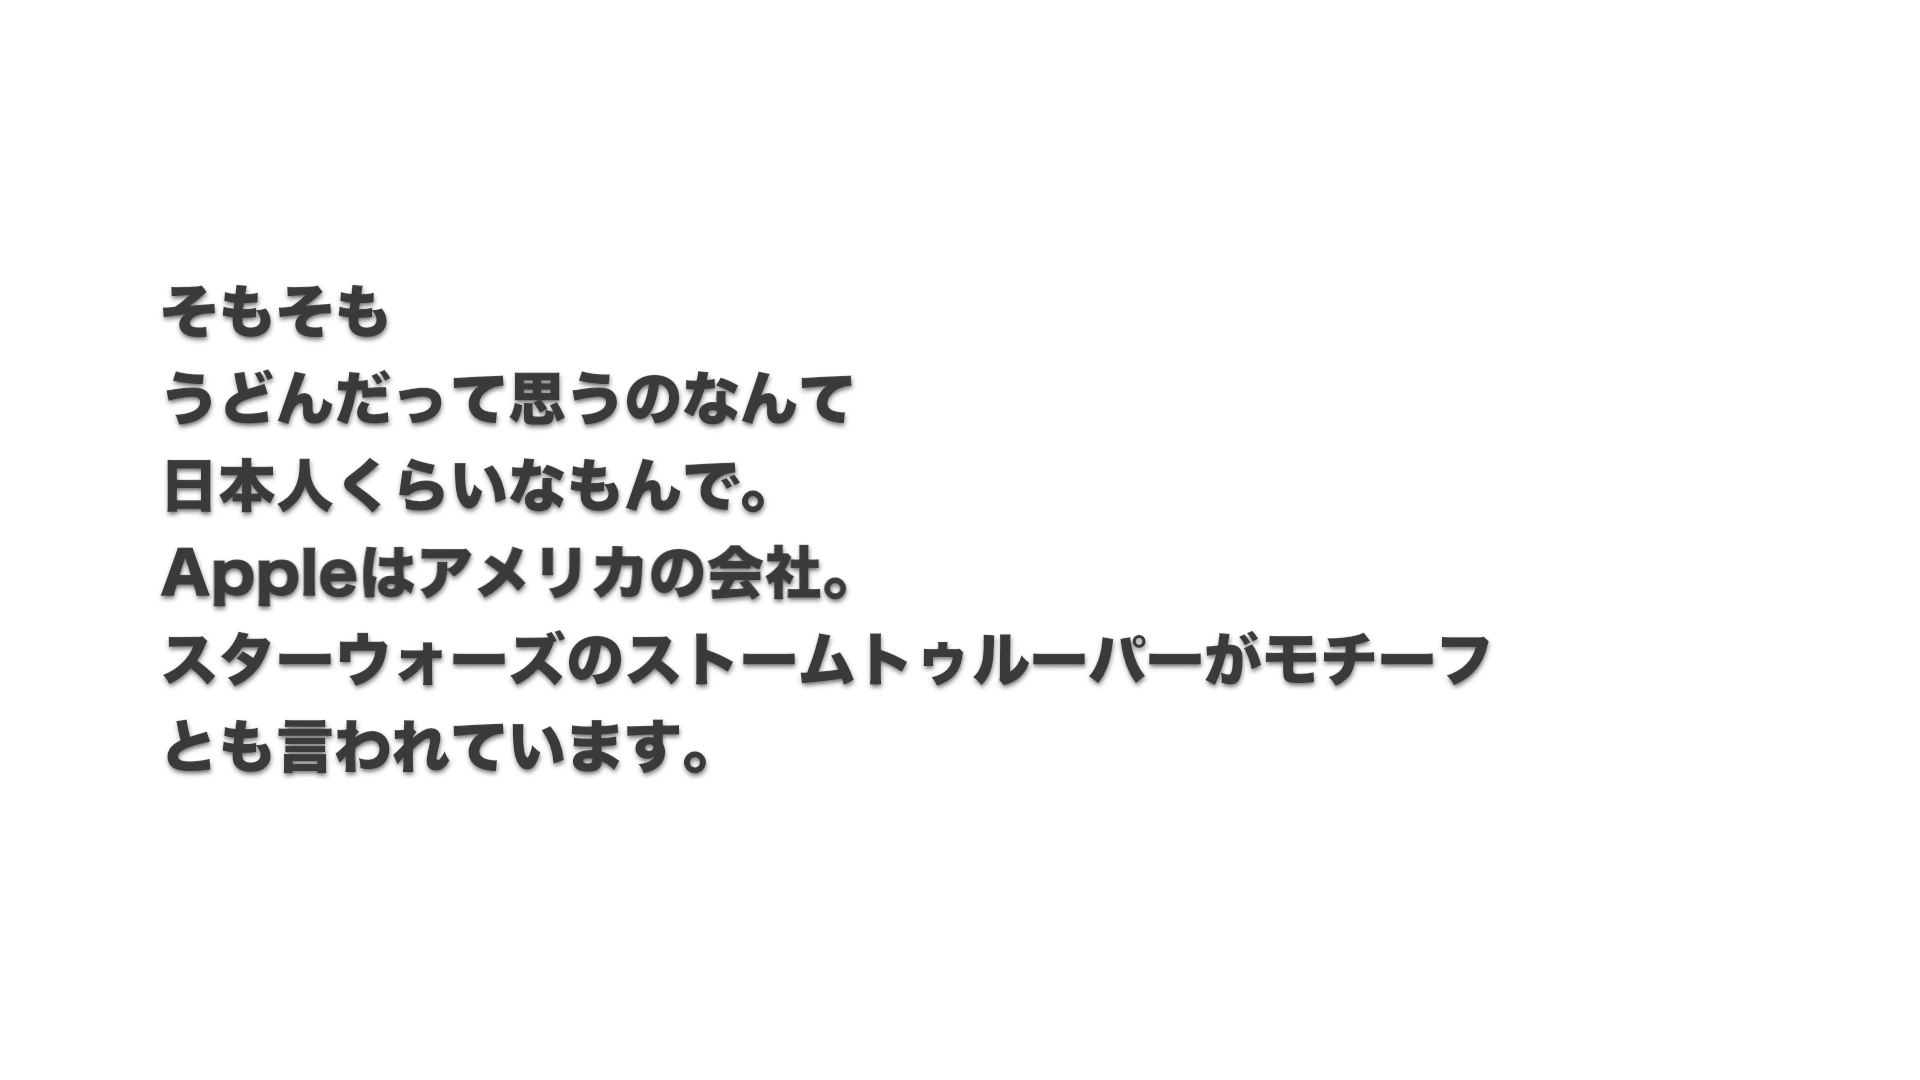 そもそも
うどんだって思うのなんて
日本人くらいなもんで。
Appleはアメリカの会社。
スターウォーズのストームトゥルーパーがモチーフ
とも言われています。